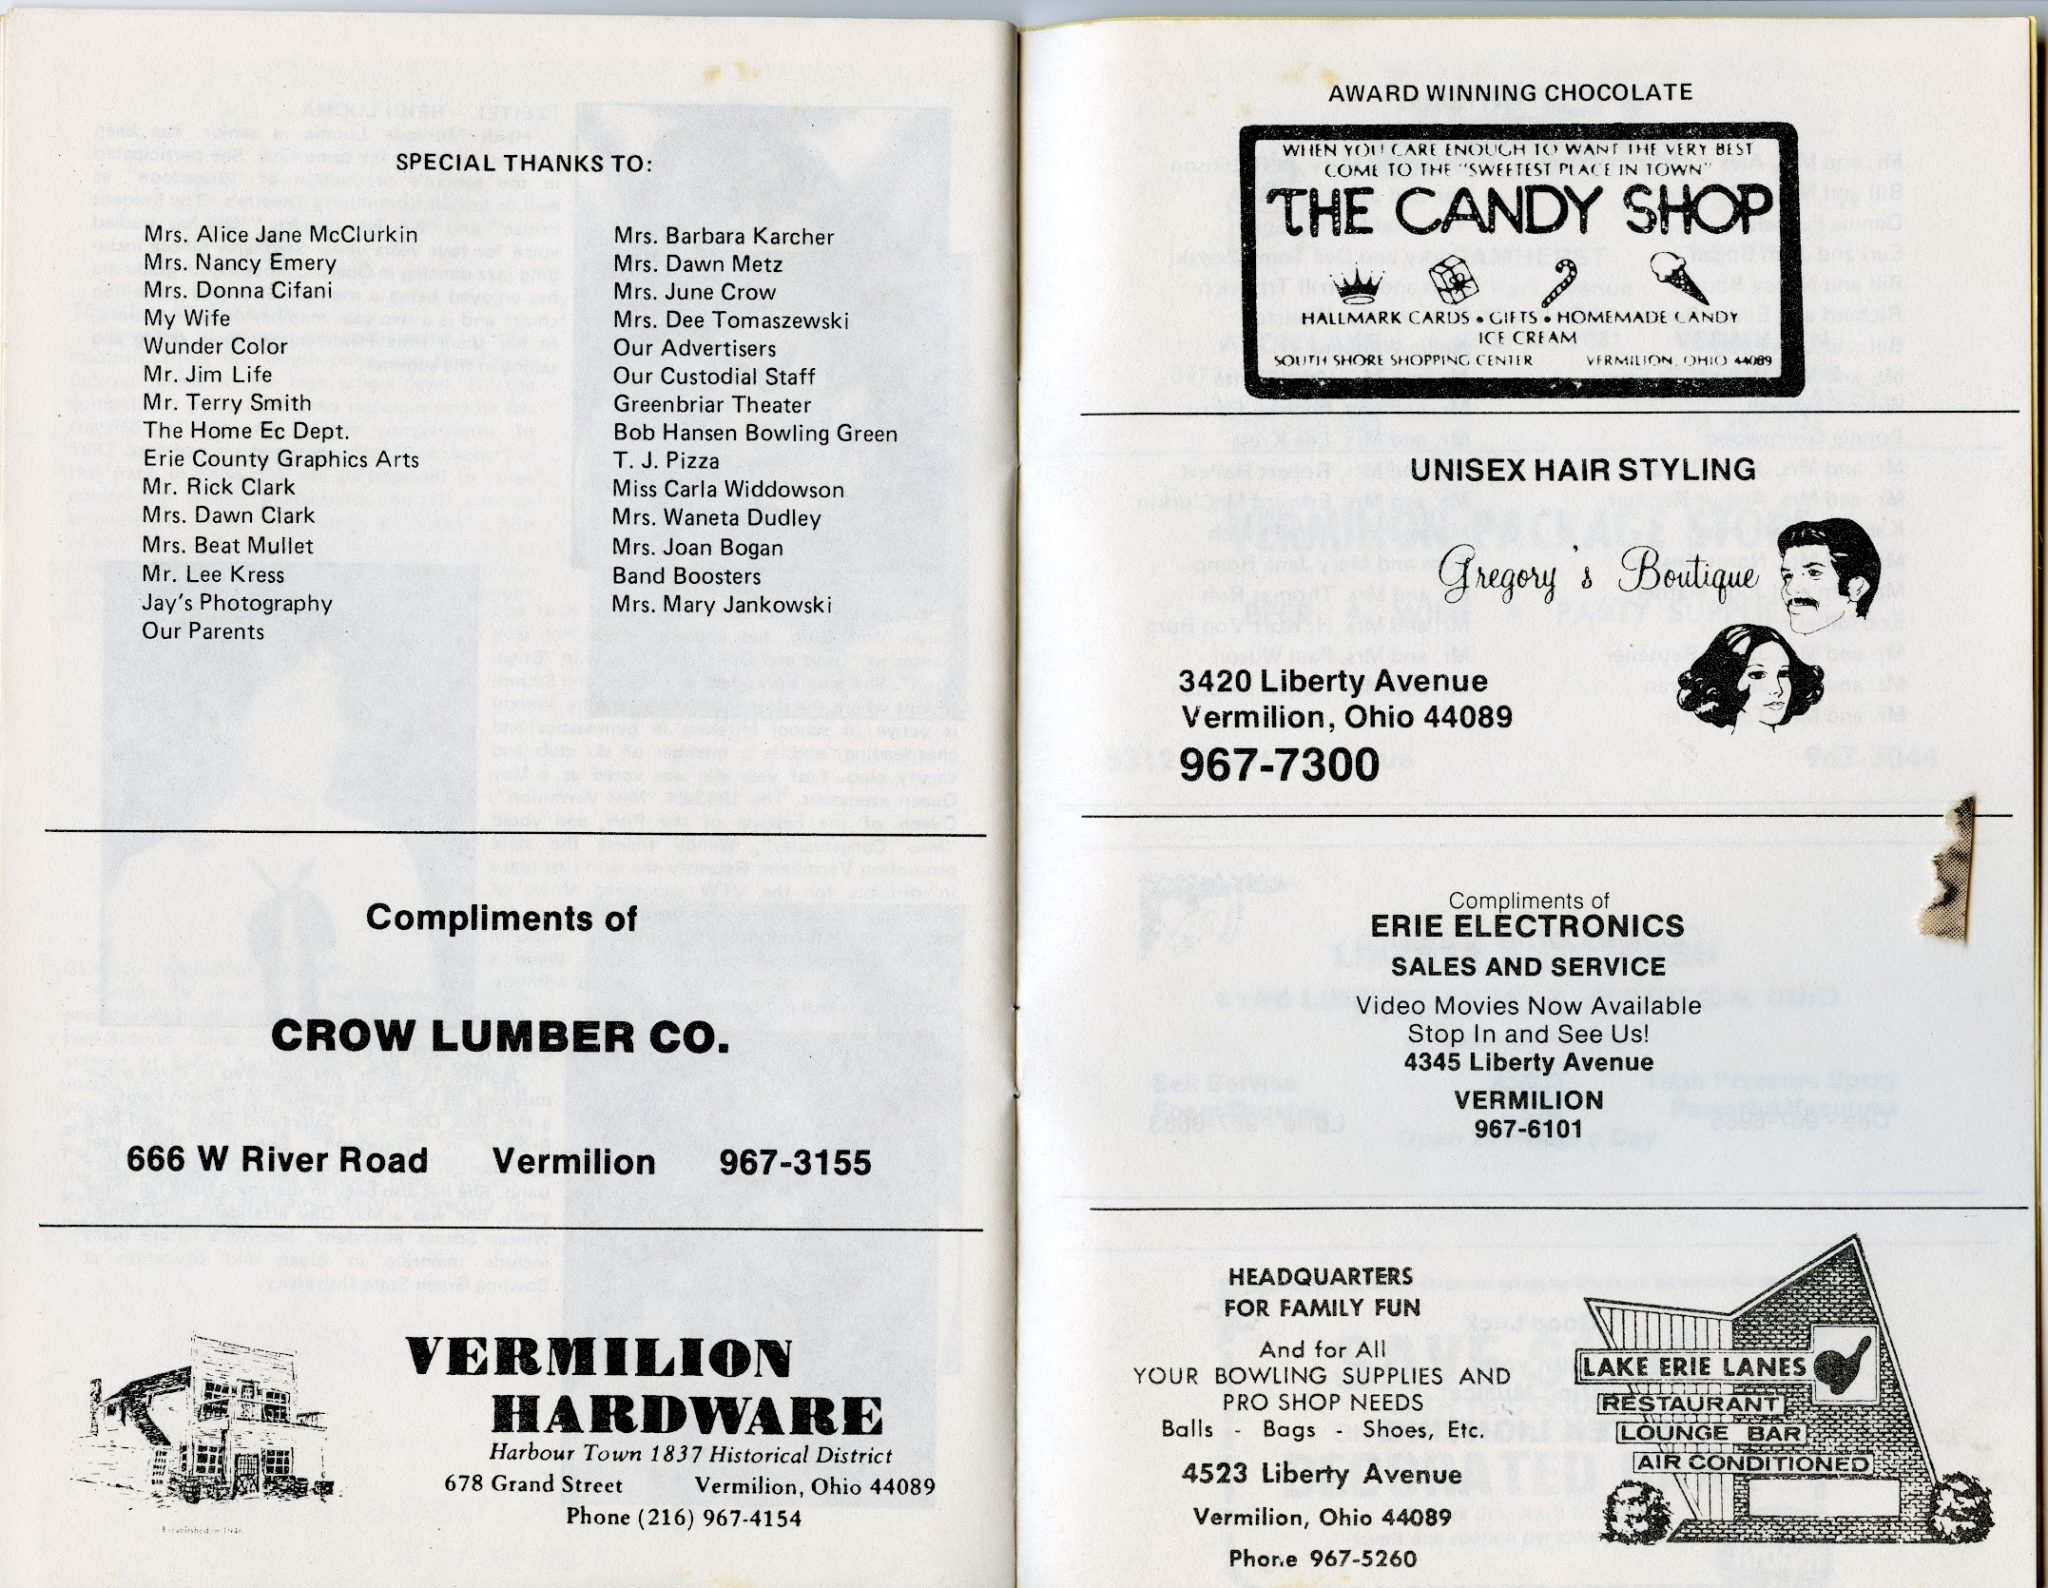 SPECIAL THANKS TO:
Mrs. Alice Jane McClurkin
Mrs. Nancy Emery
Mrs. Donna Cifani
My Wife
Wunder Color
Mr. Jim Life
Mr. Terry Smith
The Home Ec Dept.
Erie County Graphics Arts
Mr. Rick Clark
Mrs. Dawn Clark
Mrs. Beat Mullet
Mr. Lee Kress
Jay's Photography
Our Parents
Mrs. Barbara Karcher
Mrs. Dawn Metz
Mrs. June Crow
Mrs. Dee Tomaszewski
Our Advertisers
Our Custodial Staff
Greenbriar Theater
Bob Hansen Bowling Green
T. J. Pizza
Miss Carla Widdowson
Mrs. Waneta Dudley
Mrs. Joan Bogan
Band Boosters
Mrs. Mary Jankowski
Compliments of
CROW LUMBER CO.
666 W River Road Vermilion 967-3155
VERMILION
HARDWARE
Harbour Town 1837 Historical District
678 Grand Street Vermilion, Ohio 44089
Phone (216) 967-4154
Established in 1946
AWARD WINNING CHOCOLATE
WHEN YOU CARE ENOUGH TO WANT THE VERY BEST
COME TO THE "SWEETEST PLACE IN TOWN"
THE CANDY SHOP
HALLMARK CARDS • GIFTS • HOMEMADE CANDY
ICE CREAM
SOUTH SHORE SHOPPING CENTER VERMILION, OHIO 44089
UNISEX HAIR STYLING
Gregory's Boutique
3420 Liberty Avenue
Vermilion, Ohio 44089
967-7300
Compliments of
ERIE ELECTRONICS
SALES AND SERVICE
Video Movies Now Available
Stop In and See Us!
4345 Liberty Avenue
VERMILION
967-6101
HEADQUARTERS
FOR FAMILY FUN
And for All
YOUR BOWLING SUPPLIES AND
PRO SHOP NEEDS
Balls - Bags - Shoes, Etc.
4523 Liberty Avenue
Vermilion, Ohio 44089
Phone 967-5260
LAKE ERIE LANES
RESTAURANT
LOUNGE BAR
AIR CONDITIONED